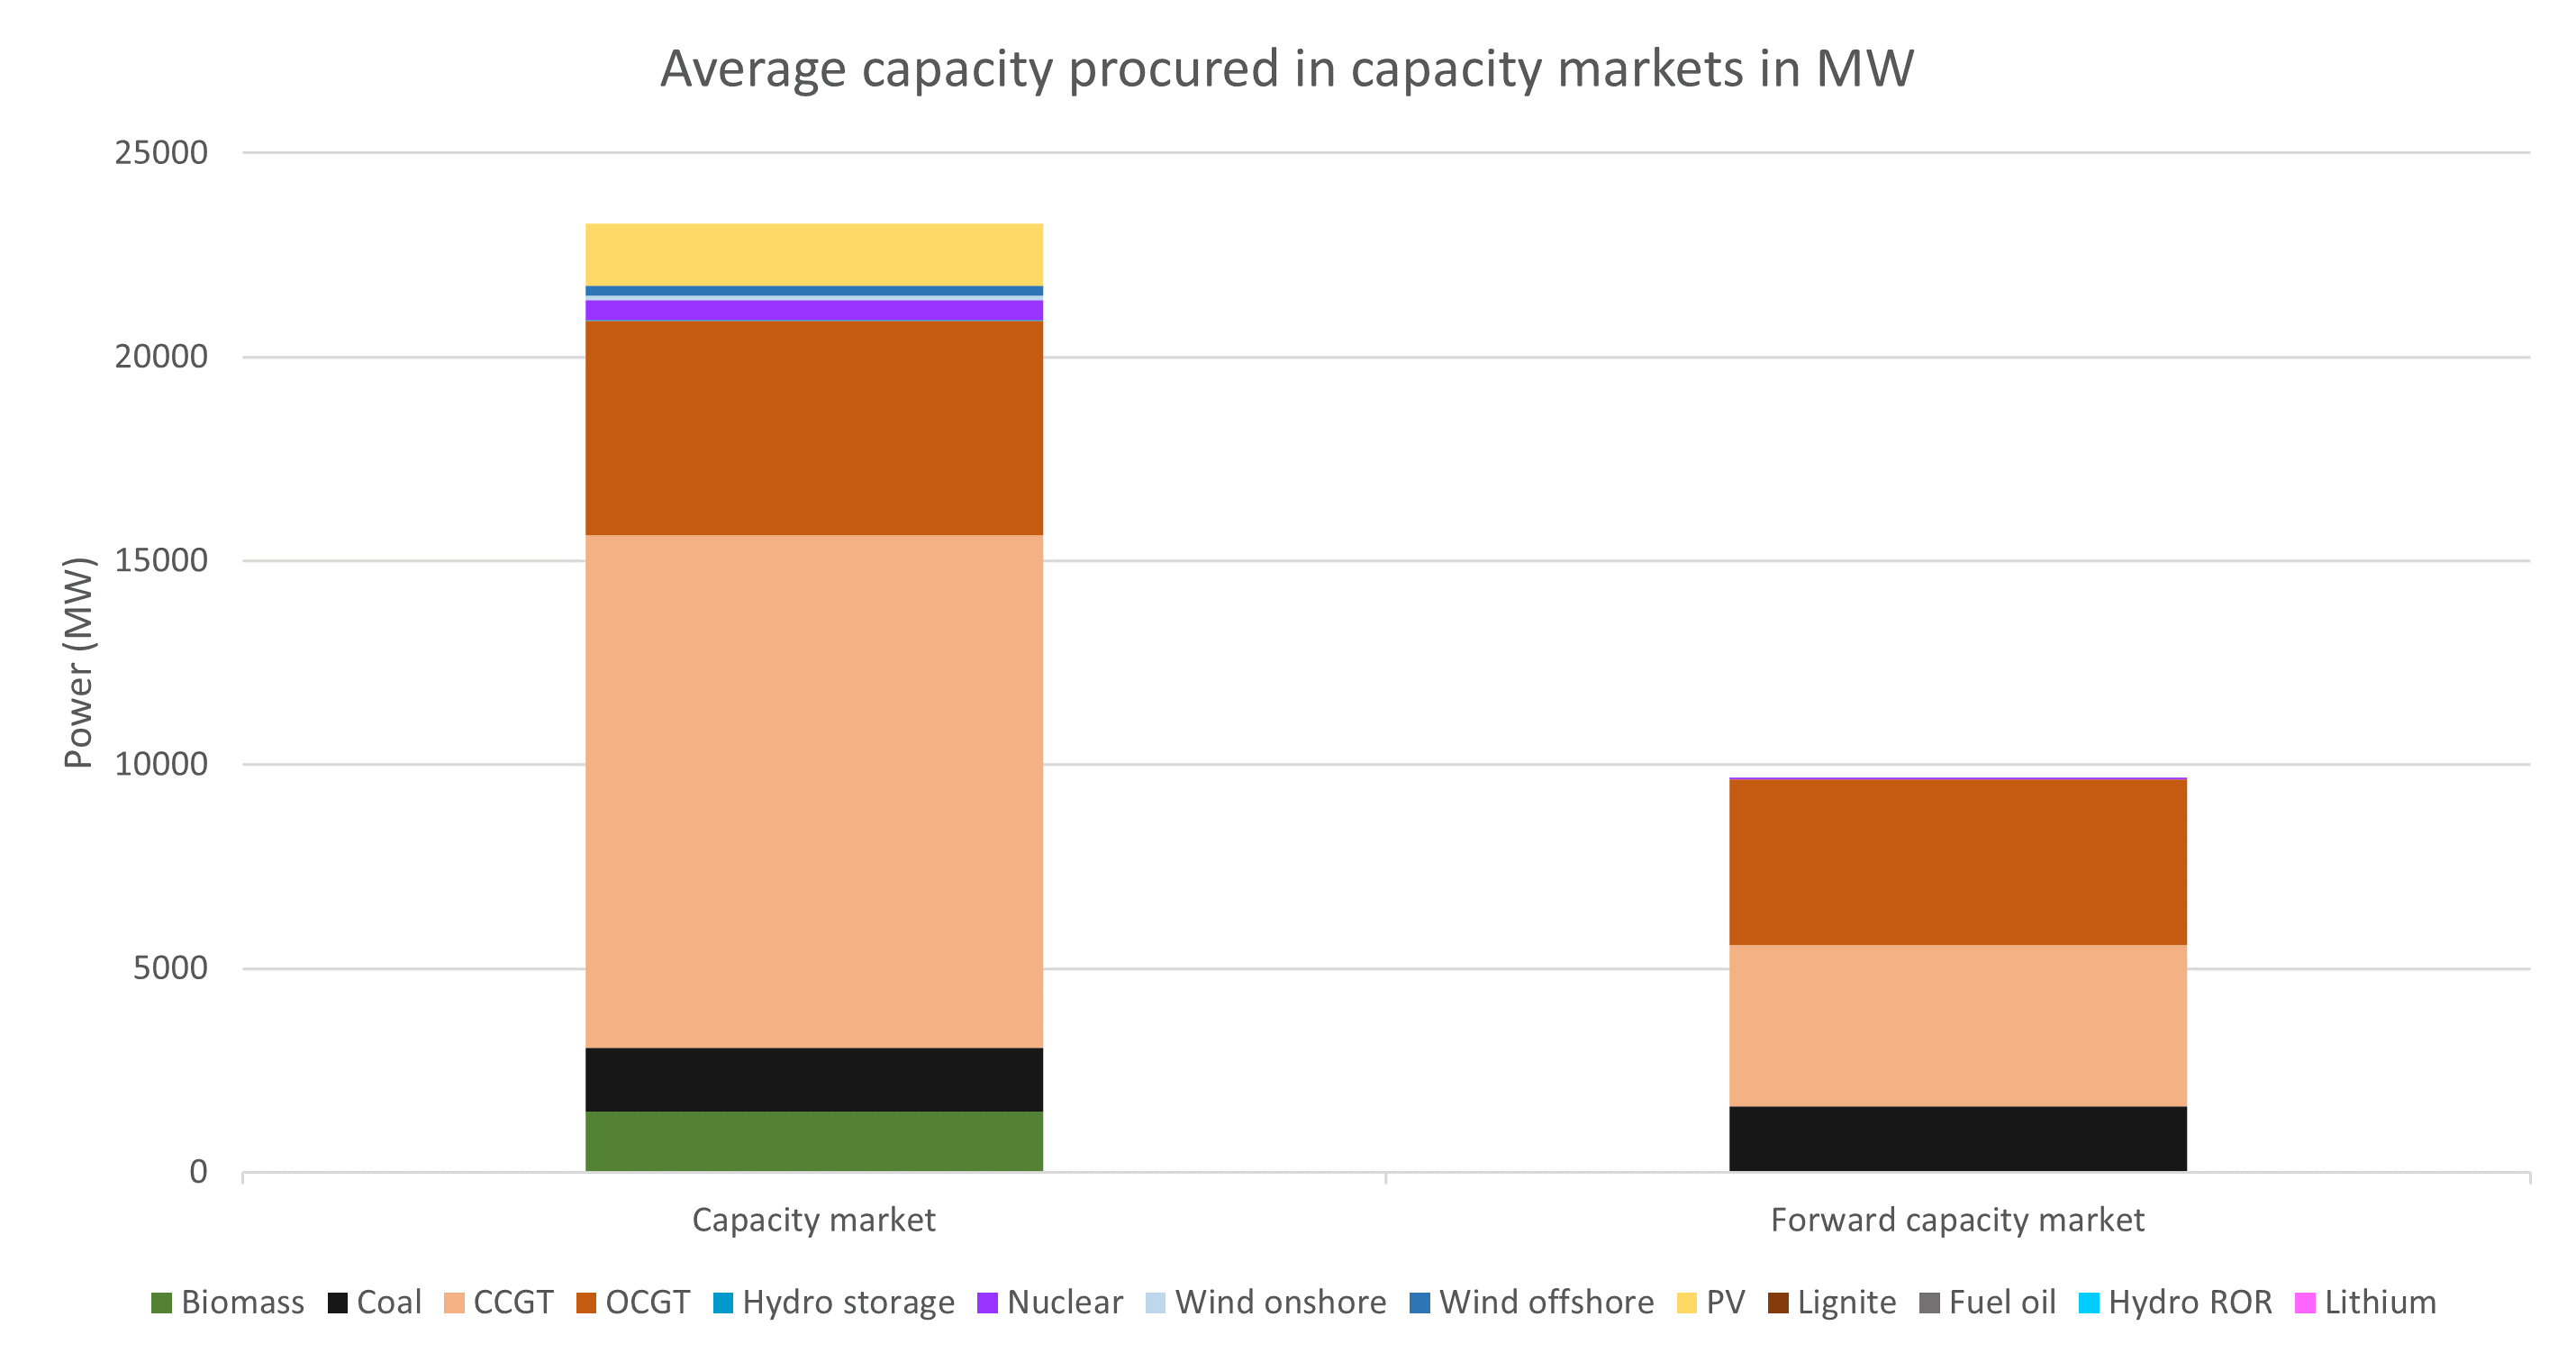 Average capacity procured in capacity markets in MW
Power (MW)
25000
20000
15000
10000
5000
0
Capacity market
Forward capacity market
Biomass Coal CCGT OCGT Hydro storage Nuclear Wind onshore Wind offshore PV Lignite Fuel oil Hydro ROR Lithium